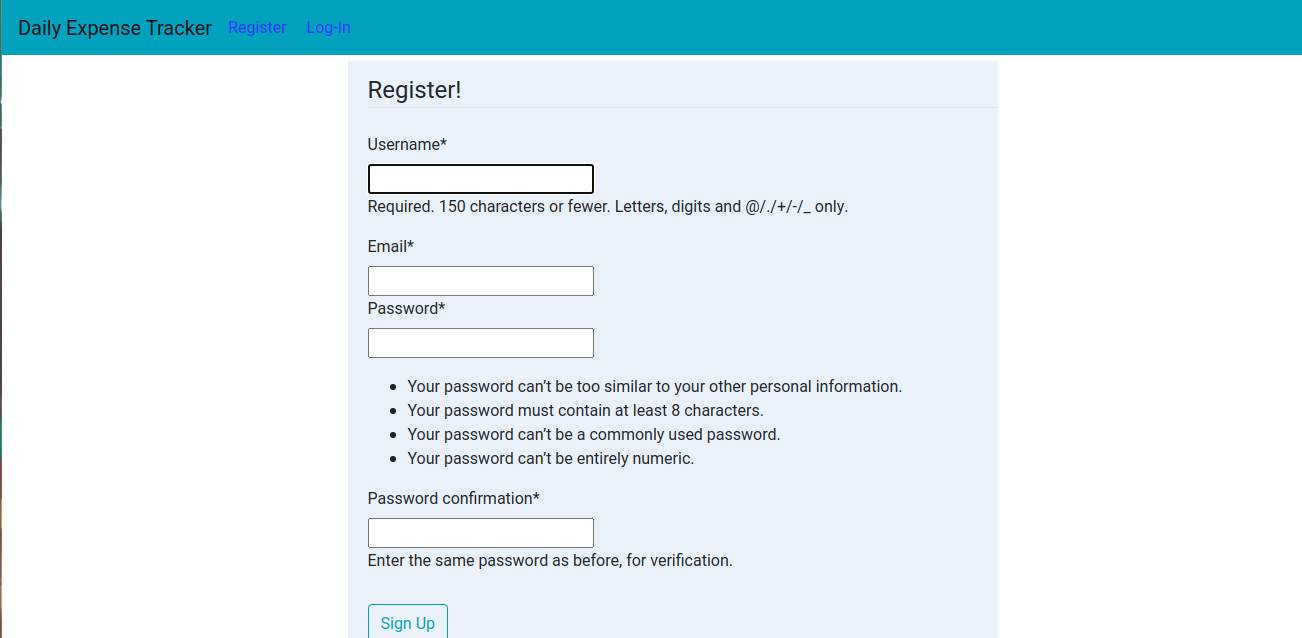 Daily Expense Tracker Register Log-In
Register!
Username*
Required. 150 characters or fewer. Letters, digits and @/./+/-/_ only.
Email*
Password*
Your password can’t be too similar to your other personal information.
Your password must contain at least 8 characters.
Your password can’t be a commonly used password.
Your password can’t be entirely numeric.
Password confirmation*
Enter the same password as before, for verification.
Sign Up